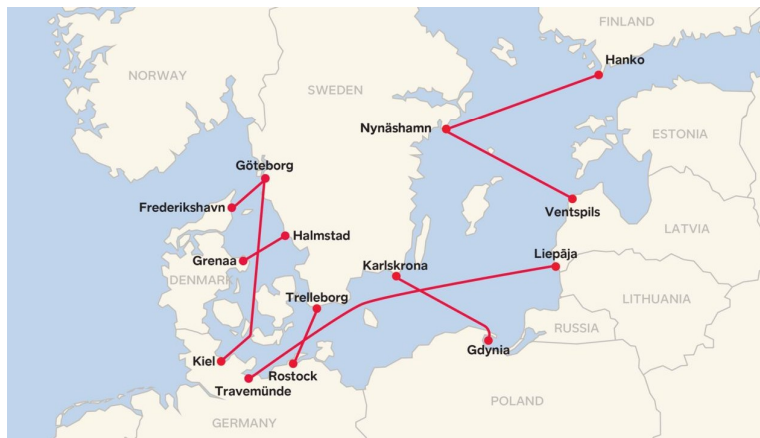 FINLAND
Hanko
NORWAY
SWEDEN
Nynäshamn
ESTONIA
Göteborg
Frederikshavn
Ventspils
Halmstad
LATVIA
Grenaa
Liepāja
Karlskrona
DENMARK
Trelleborg
LITHUANIA
RUSSIA
Gdynia
Kiel
Rostock
Travemünde
POLAND
GERMANY